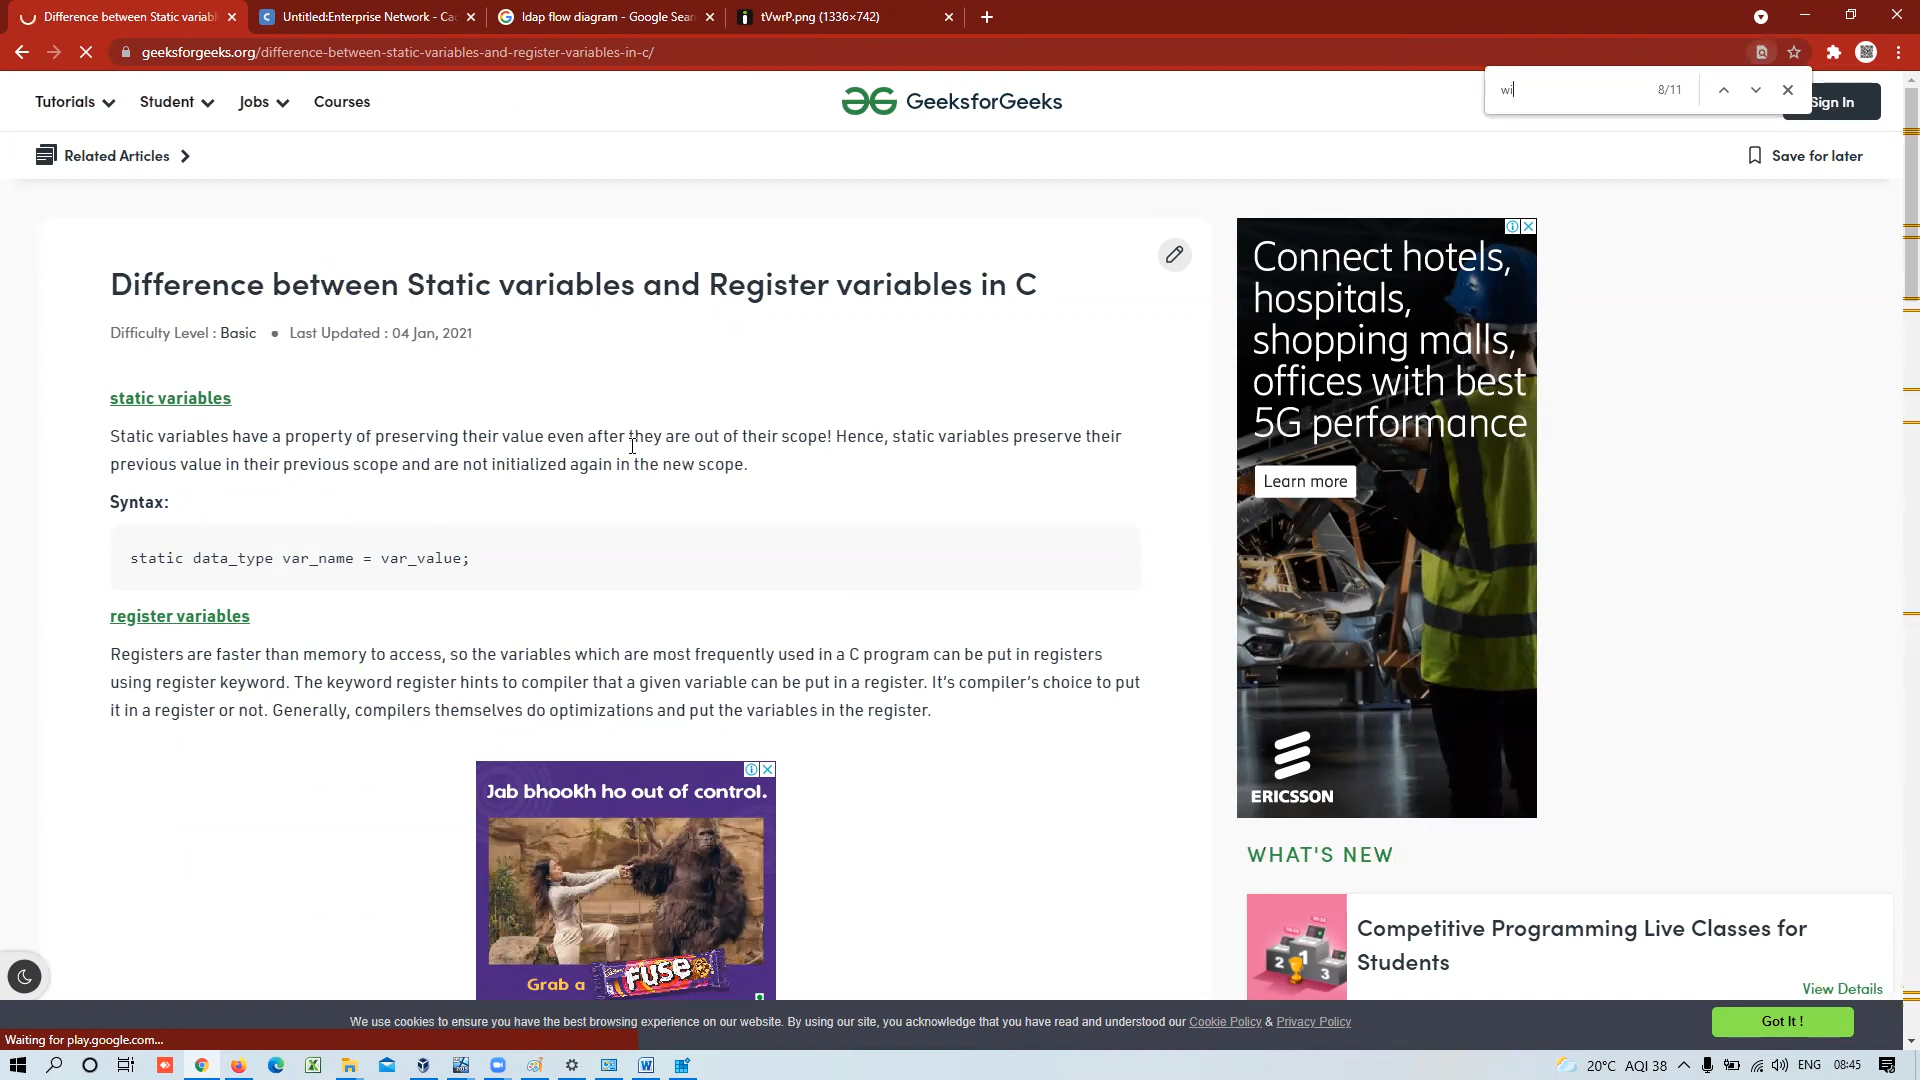 Difference between Static variabl
Untitled:Enterprise Network - Ca
ldap flow diagram - Google Sear
tVwrP.png (1336×742)
geeksforgeeks.org/difference-between-static-variables-and-register-variables-in-c/
wi 8/11
Tutorials Student Jobs Courses
GeeksforGeeks
Sign In
Related Articles
Save for later
Difference between Static variables and Register variables in C
Difficulty Level : Basic ● Last Updated : 04 Jan, 2021
static variables
Static variables have a property of preserving their value even after they are out of their scope! Hence, static variables preserve their
previous value in their previous scope and are not initialized again in the new scope.
Syntax:
static data_type var_name = var_value;
register variables
Registers are faster than memory to access, so the variables which are most frequently used in a C program can be put in registers
using register keyword. The keyword register hints to compiler that a given variable can be put in a register. It's compiler's choice to put
it in a register or not. Generally, compilers themselves do optimizations and put the variables in the register.
Jab bhookh ho out of control.
Grab a
FUSE
Connect hotels,
hospitals,
shopping malls,
offices with best
5G performance
Learn more
ERICSSON
WHAT'S NEW
Competitive Programming Live Classes for
Students
View Details
We use cookies to ensure you have the best browsing experience on our website. By using our site, you acknowledge that you have read and understood our Cookie Policy & Privacy Policy
Got It !
Waiting for play.google.com...
20°C AQI 38 ENG 08:45